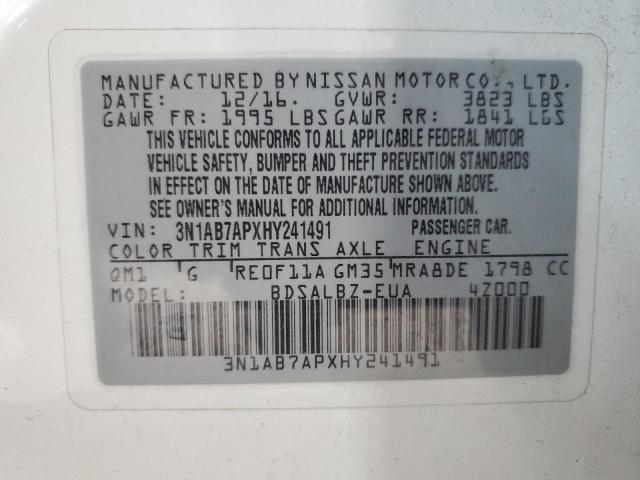 MANUFACTURED BY NISSAN MOTOR CO., LTD.
DATE: 12/16. GVWR: 3823 LBS
GAWR FR: 1995 LBS GAWR RR: 1841 LBS
THIS VEHICLE CONFORMS TO ALL APPLICABLE FEDERAL MOTOR
VEHICLE SAFETY, BUMPER AND THEFT PREVENTION STANDARDS
IN EFFECT ON THE DATE OF MANUFACTURE SHOWN ABOVE.
SEE OWNER'S MANUAL FOR ADDITIONAL INFORMATION.
VIN: 3N1AB7APXHY241491 PASSENGER CAR.
COLOR TRIM TRANS AXLE ENGINE
QM1 G RE0F11A GM35 MRA8DE 1798 CC
MODEL: BDSALBZ-EUA 4Z000
3N1AB7APXHY241491